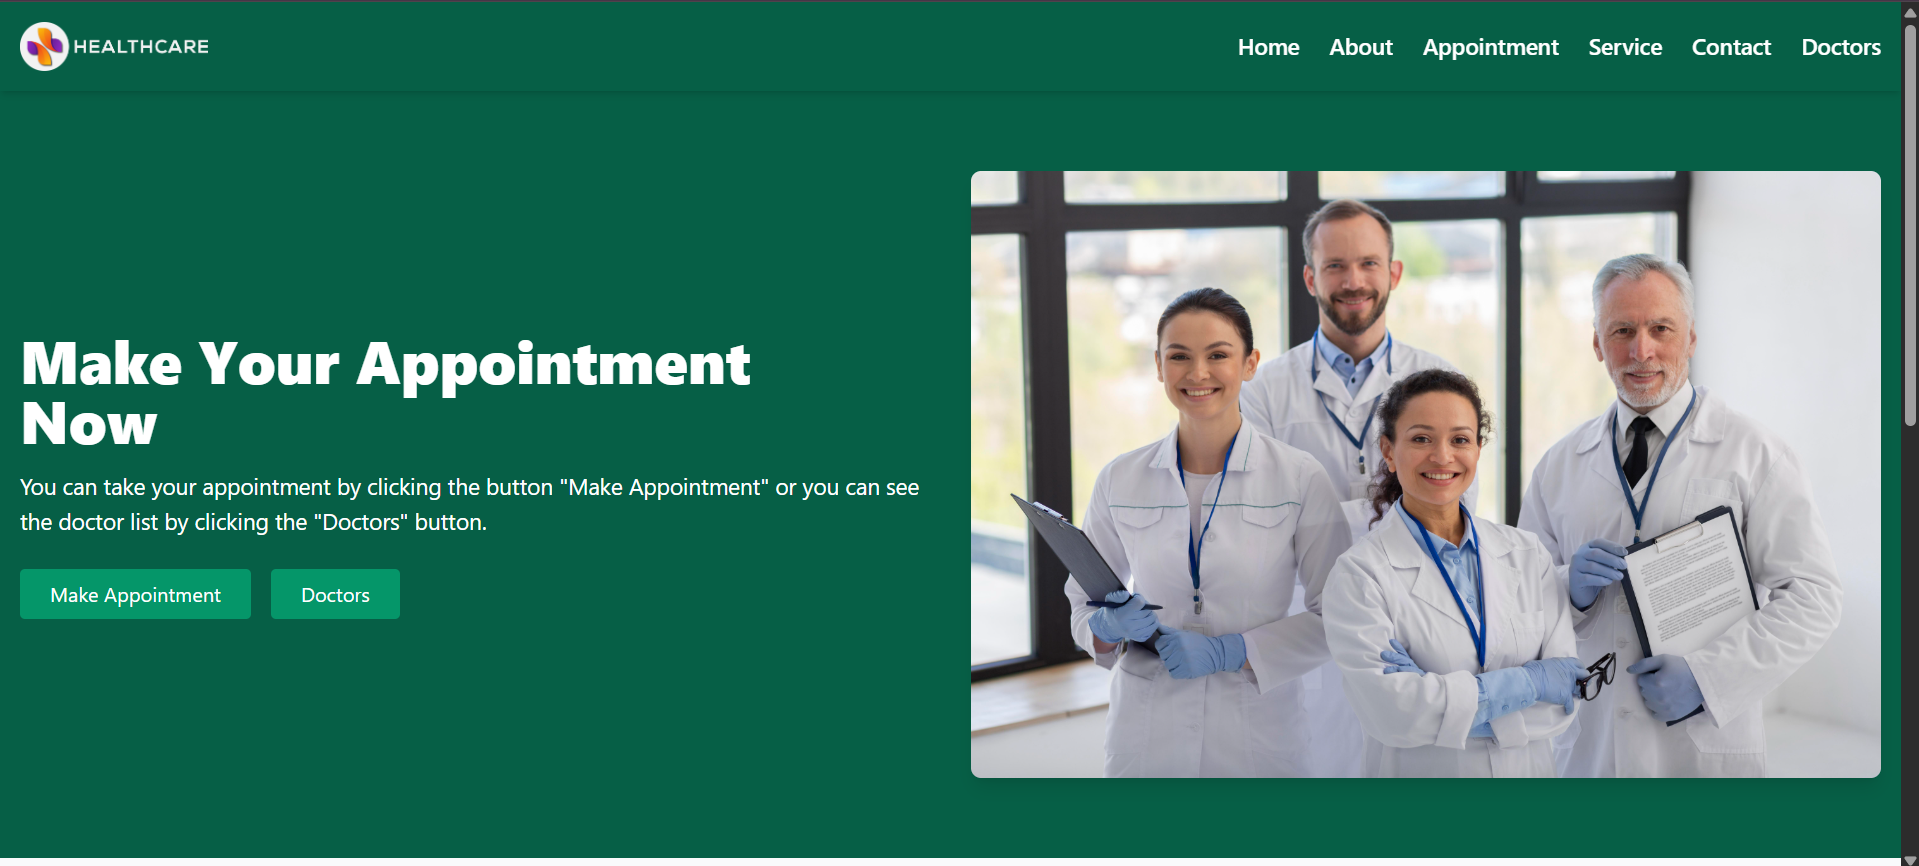 HEALTHCARE
Home About Appointment Service Contact Doctors
Make Your Appointment
Now
You can take your appointment by clicking the button "Make Appointment" or you can see
the doctor list by clicking the "Doctors" button.
Make Appointment Doctors